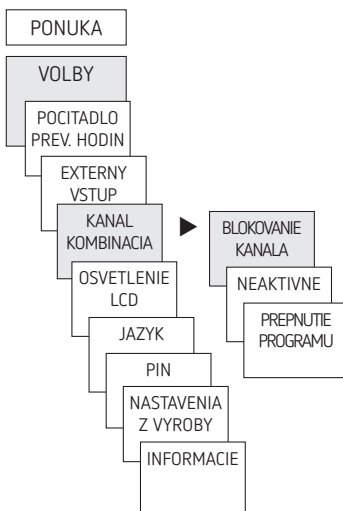 PONUKA
VOLBY
POCITADLO
PREV. HODIN
EXTERNY
VSTUP
KANAL
KOMBINACIA
OSVETLENIE
LCD
JAZYK
PIN
NASTAVENIA
Z VYROBY
INFORMACIE
BLOKOVANIE
KANALA
NEAKTIVNE
PREPNUTIE
PROGRAMU